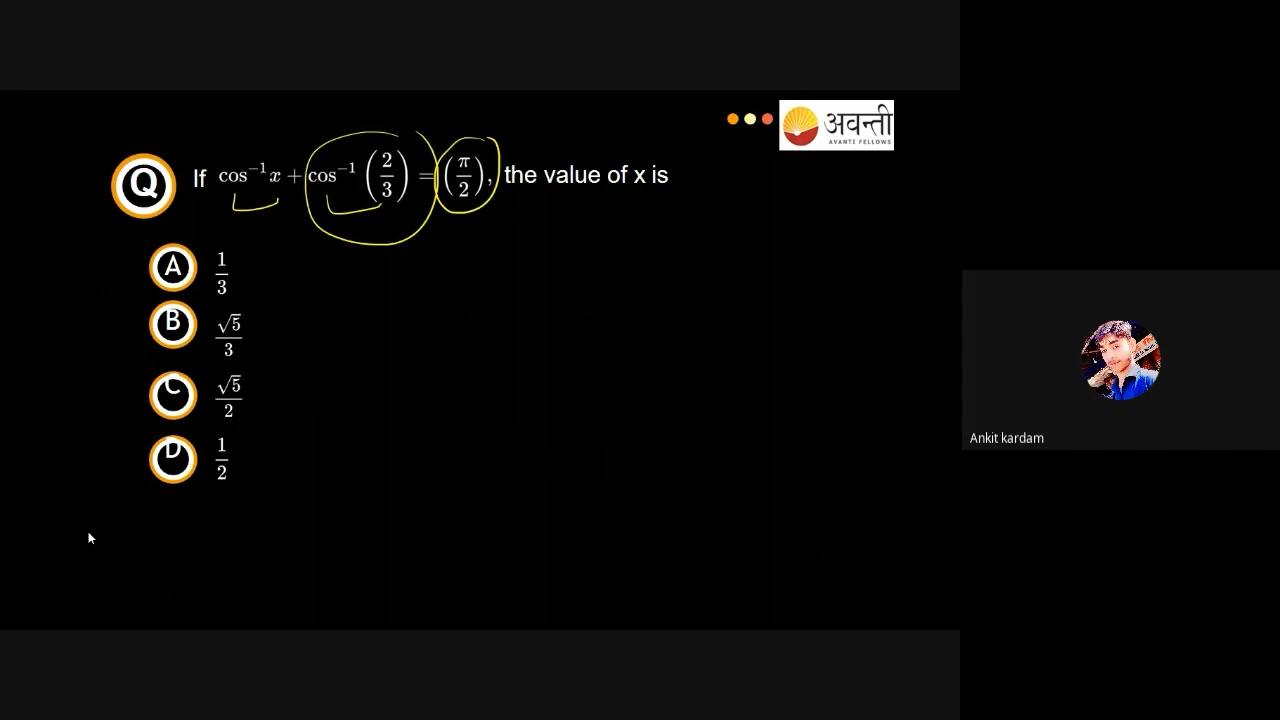 अवन्ती
AVANTI FELLOWS
Q If cos⁻¹x + cos⁻¹(2/3) = (π/2), the value of x is
A 1/3
B √5/3
C √5/2
D 1/2
Ankit kardam